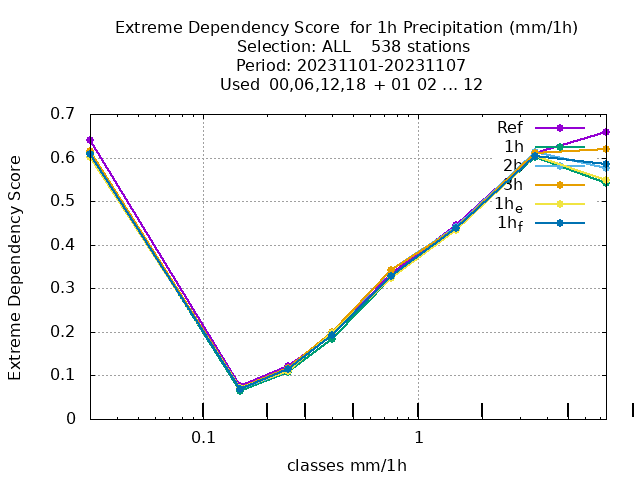 Extreme Dependency Score  for 1h Precipitation (mm/1h)
Selection: ALL    538 stations
Period: 20231101-20231107
Used  00,06,12,18  + 01 02 ... 12
Extreme Dependency Score
0.7
0.6
0.5
0.4
0.3
0.2
0.1
0
Ref
1h
2h
3h
1he
1hf
0.1
1
classes mm/1h